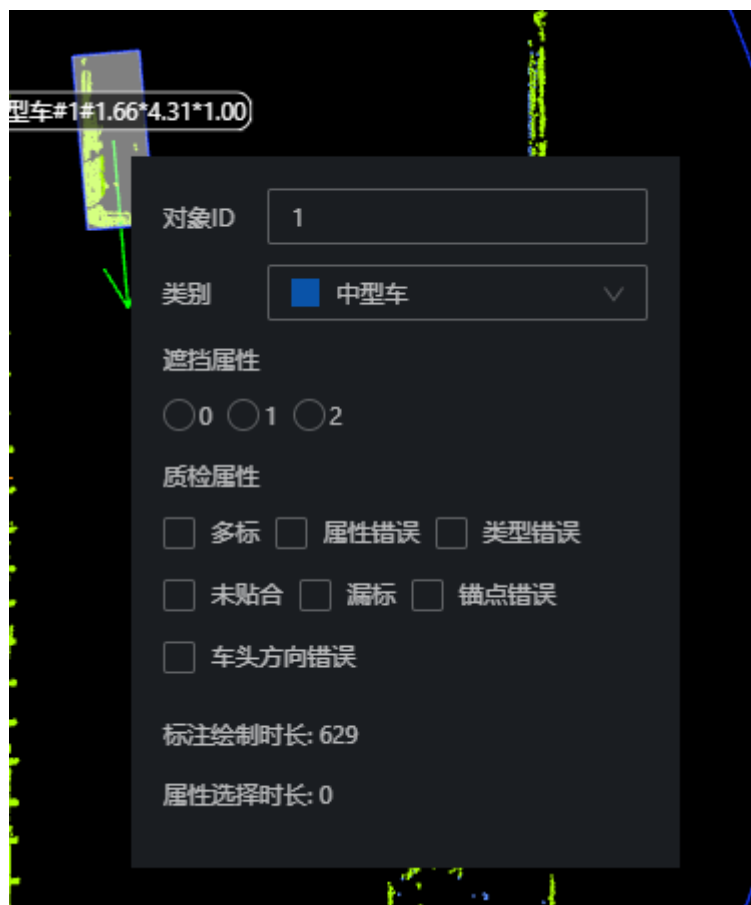 型车#1#1.66*4.31*1.00
对象ID 1
类别 中型车
遮挡属性
0 1 2
质检属性
多标 属性错误 类型错误
未贴合 漏标 锚点错误
车头方向错误
标注绘制时长: 629
属性选择时长: 0